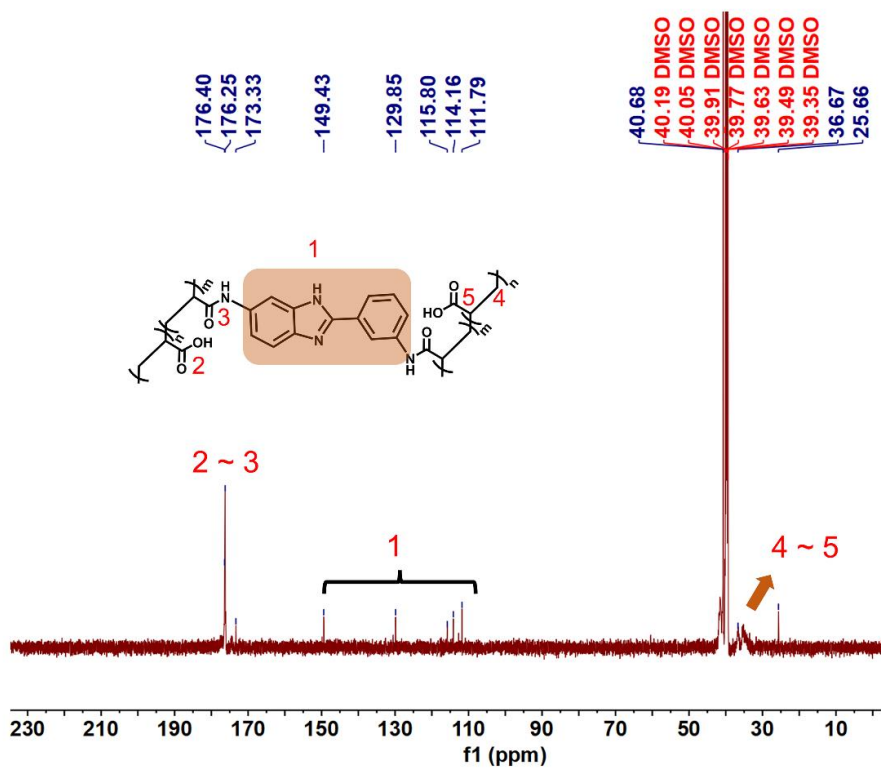 176.40
176.25
173.33
149.43
129.85
115.80
114.16
111.79
40.68
40.19 DMSO
40.05 DMSO
39.91 DMSO
39.77 DMSO
39.63 DMSO
39.49 DMSO
39.35 DMSO
36.67
25.66
1
m
H
N
O
3
n
OH
O
2
H
N
N
N
H
O
O
HO
5
4
n
m
2 ~ 3
1
4 ~ 5
230 210 190 170 150 130 110 90 70 50 30 10
f1 (ppm)